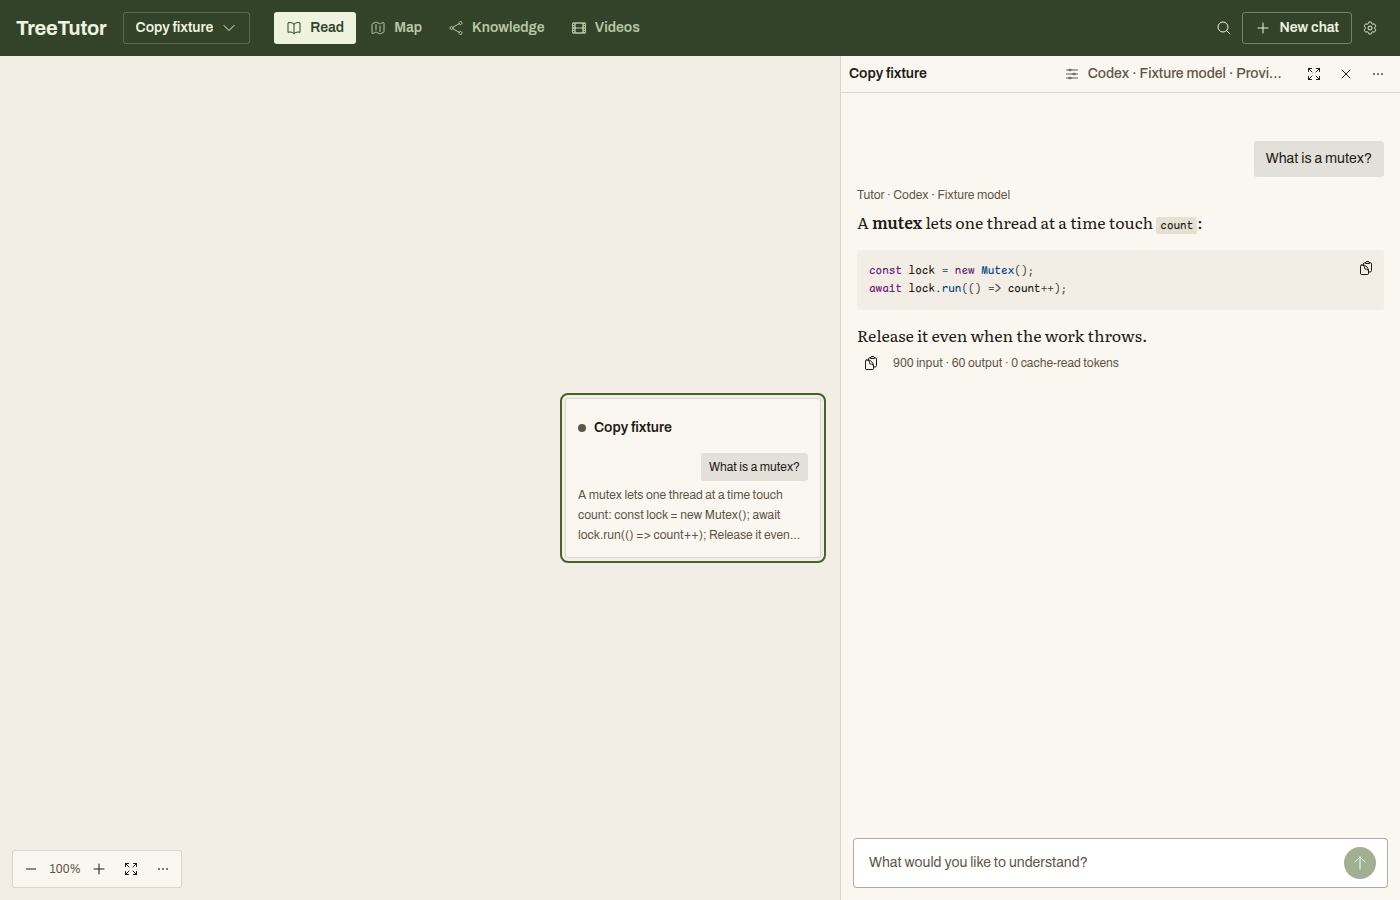 TreeTutor
Copy fixture
Read
Map
Knowledge
Videos
New chat
Copy fixture
Codex · Fixture model · Provi...
What is a mutex?
Tutor · Codex · Fixture model
A mutex lets one thread at a time touch count:
const lock = new Mutex();
await lock.run(() => count++);
Release it even when the work throws.
900 input · 60 output · 0 cache-read tokens
Copy fixture
What is a mutex?
A mutex lets one thread at a time touch
count: const lock = new Mutex(); await
lock.run(() => count++); Release it even...
100%
What would you like to understand?